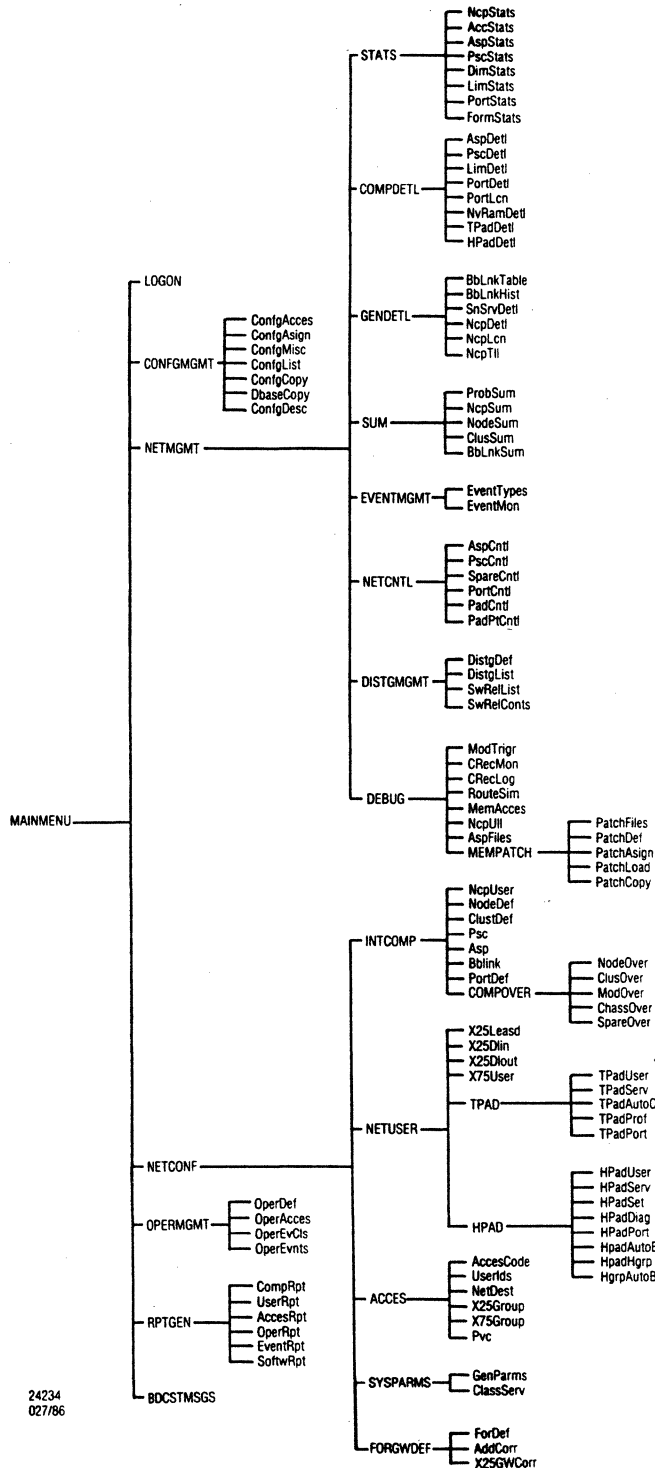 MAINMENU
LOGON
CONFGMGMT
ConfgAcces
ConfgAsign
ConfgMisc
ConfgList
ConfgCopy
DbaseCopy
ConfgDesc
NETMGMT
STATS
NcpStats
AccStats
AspStats
PscStats
DimStats
LimStats
PortStats
FormStats
COMPDETL
AspDetl
PscDetl
LimDetl
PortDetl
PortLcn
NvRamDetl
TPadDetl
HPadDetl
GENDETL
BbLnkTable
BbLnkHist
SnSrvDetl
NcpDetl
NcpLcn
NcpTll
SUM
ProbSum
NcpSum
NodeSum
ClusSum
BbLnkSum
EVENTMGMT
EventTypes
EventMon
NETCNTL
AspCntl
PscCntl
SpareCntl
PortCntl
PadCntl
PadPtCntl
DISTGMGMT
DistgDef
DistgList
SwRelList
SwRelConts
DEBUG
ModTrigr
CRecMon
CRecLog
RouteSim
MemAcces
NcpUll
AspFiles
MEMPATCH
PatchFiles
PatchDef
PatchAsign
PatchLoad
PatchCopy
NETCONF
INTCOMP
NcpUser
NodeDef
ClustDef
Psc
Asp
Bblink
PortDef
COMPOVER
NodeOver
ClusOver
ModOver
ChassOver
SpareOver
NETUSER
X25Leasd
X25DIin
X25DIout
X75User
TPAD
TPadUser
TPadServ
TPadAutoC
TPadProf
TPadPort
HPAD
HPadUser
HPadServ
HPadSet
HPadDiag
HPadPort
HpadAutoB
HpadHgrp
HgrpAutoB
ACCES
AccesCode
UserIds
NetDest
X25Group
X75Group
Pvc
SYSPARMS
GenParms
ClassServ
FORGWDEF
ForDef
AddCorr
X25GWCorr
OPERMGMT
OperDef
OperAcces
OperEvCls
OperEvnts
RPTGEN
CompRpt
UserRpt
AccesRpt
OperRpt
EventRpt
SoftwRpt
BDCSTMSGS
24234
027/86